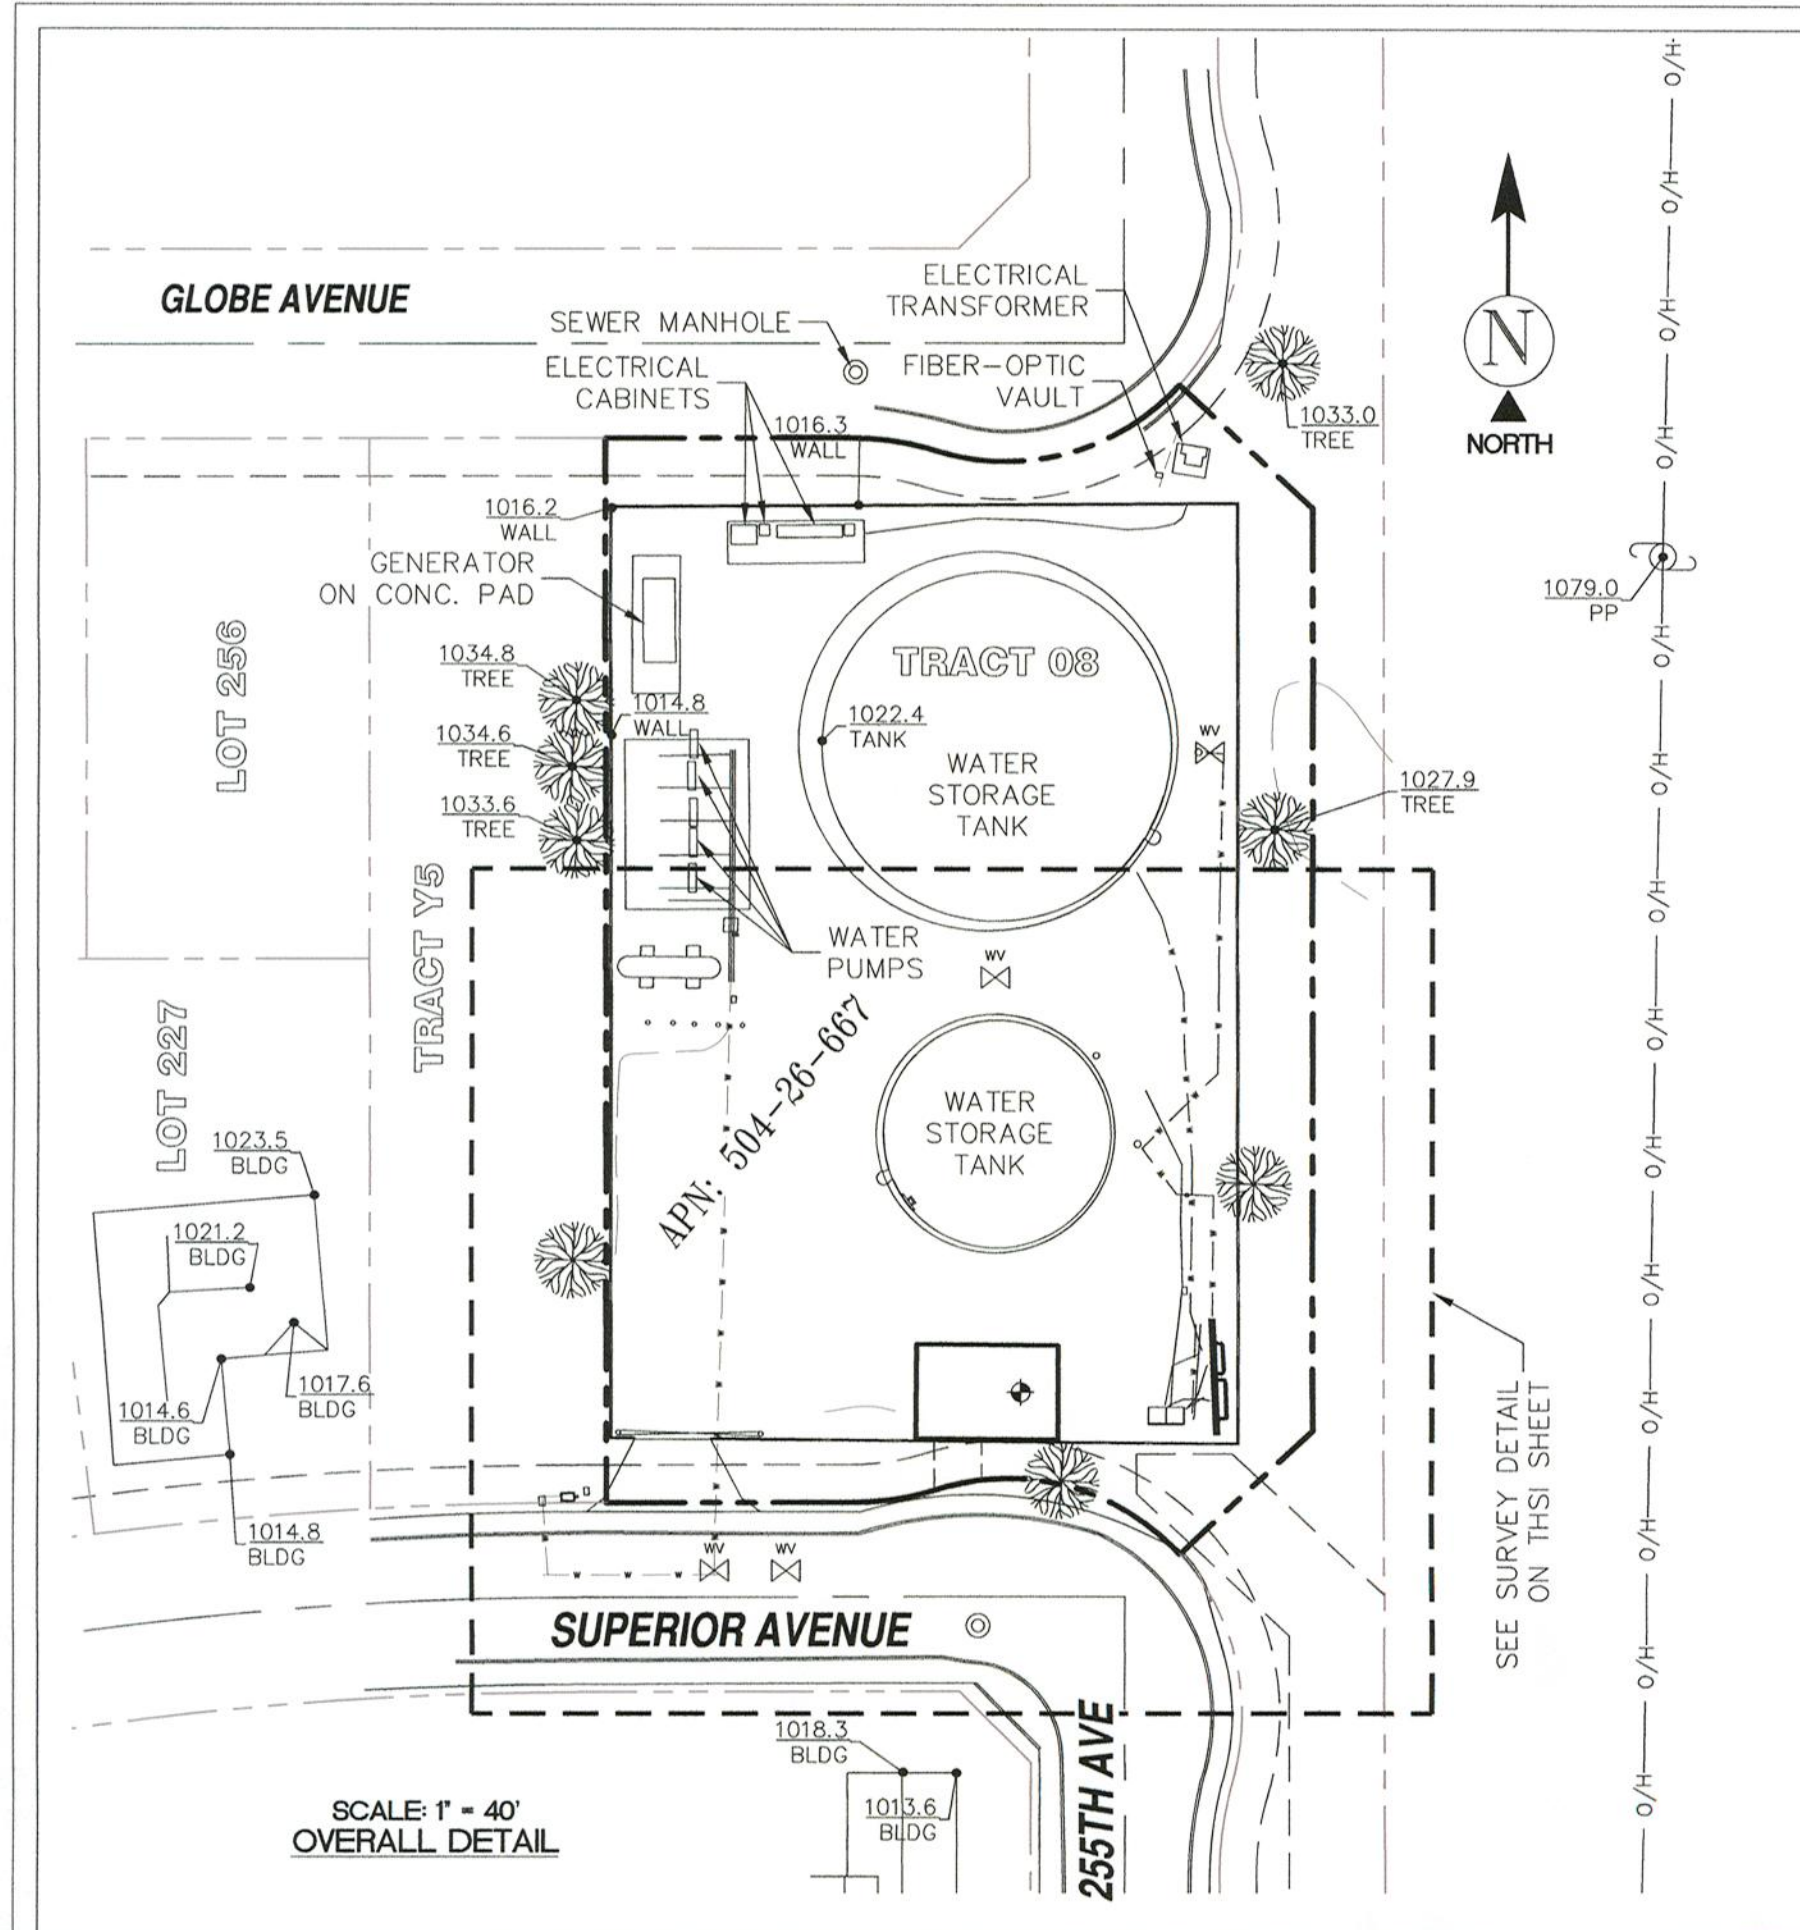 O/H O/H O/H O/H O/H O/H O/H O/H O/H O/H O/H O/H O/H O/H O/H O/H O/H
GLOBE AVENUE
ELECTRICAL
TRANSFORMER
SEWER MANHOLE
ELECTRICAL
CABINETS
FIBER-OPTIC
VAULT
N
NORTH
1033.0
TREE
1016.3
WALL
1016.2
WALL
GENERATOR
ON CONC. PAD
1079.0
PP
LOT 256
1034.8
TREE
TRACT 08
1014.8
WALL
1022.4
TANK
1034.6
TREE
WATER
STORAGE
TANK
WV
1027.9
TREE
1033.6
TREE
TRACT Y5
WATER
PUMPS
WV
LOT 227
APN: 504-26-667
WATER
STORAGE
TANK
1023.5
BLDG
1021.2
BLDG
1017.6
BLDG
1014.6
BLDG
1014.8
BLDG
SEE SURVEY DETAIL
ON THSI SHEET
WV
WV
SUPERIOR AVENUE
255TH AVE
1018.3
BLDG
1013.6
BLDG
SCALE: 1" = 40'
OVERALL DETAIL